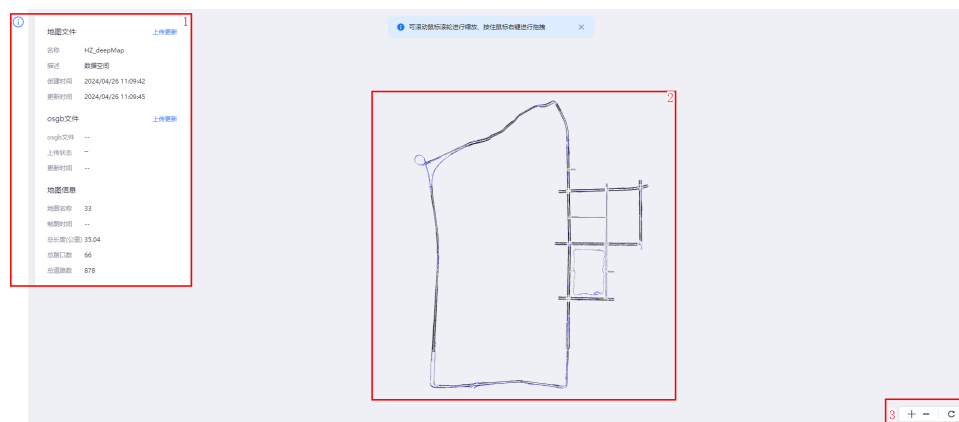 1
地图文件 上传更新
名称 HZ_deepMap
描述 数据空间
创建时间 2024/04/26 11:09:42
更新时间 2024/04/26 11:09:45
osgb文件 上传更新
osgb文件 --
上传状态 --
更新时间 --
地图信息
地图名称 33
制图时间 --
总长度(公里) 35.04
总路口数 66
总道路数 878
可滚动鼠标滚轮进行缩放、按住鼠标右键进行拖拽
2
3